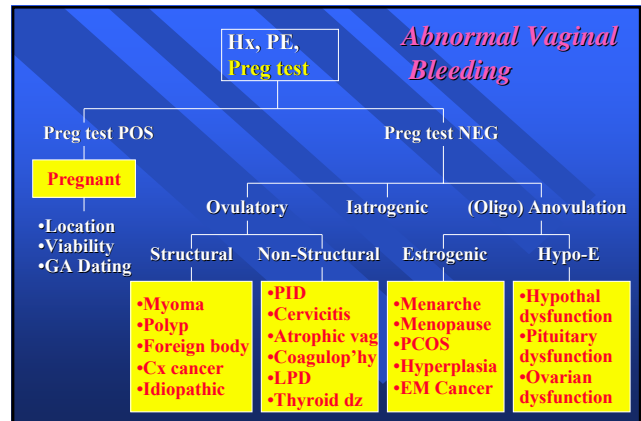 Abnormal Vaginal
Bleeding
Hx, PE,
Preg test
Preg test POS
Preg test NEG
Pregnant
•Location
•Viability
•GA Dating
Ovulatory
Iatrogenic
(Oligo) Anovulation
Structural
Non-Structural
Estrogenic
Hypo-E
•Myoma
•Polyp
•Foreign body
•Cx cancer
•Idiopathic
•PID
•Cervicitis
•Atrophic vag
•Coagulop'hy
•LPD
•Thyroid dz
•Menarche
•Menopause
•PCOS
•Hyperplasia
•EM Cancer
•Hypothal
dysfunction
•Pituitary
dysfunction
•Ovarian
dysfunction